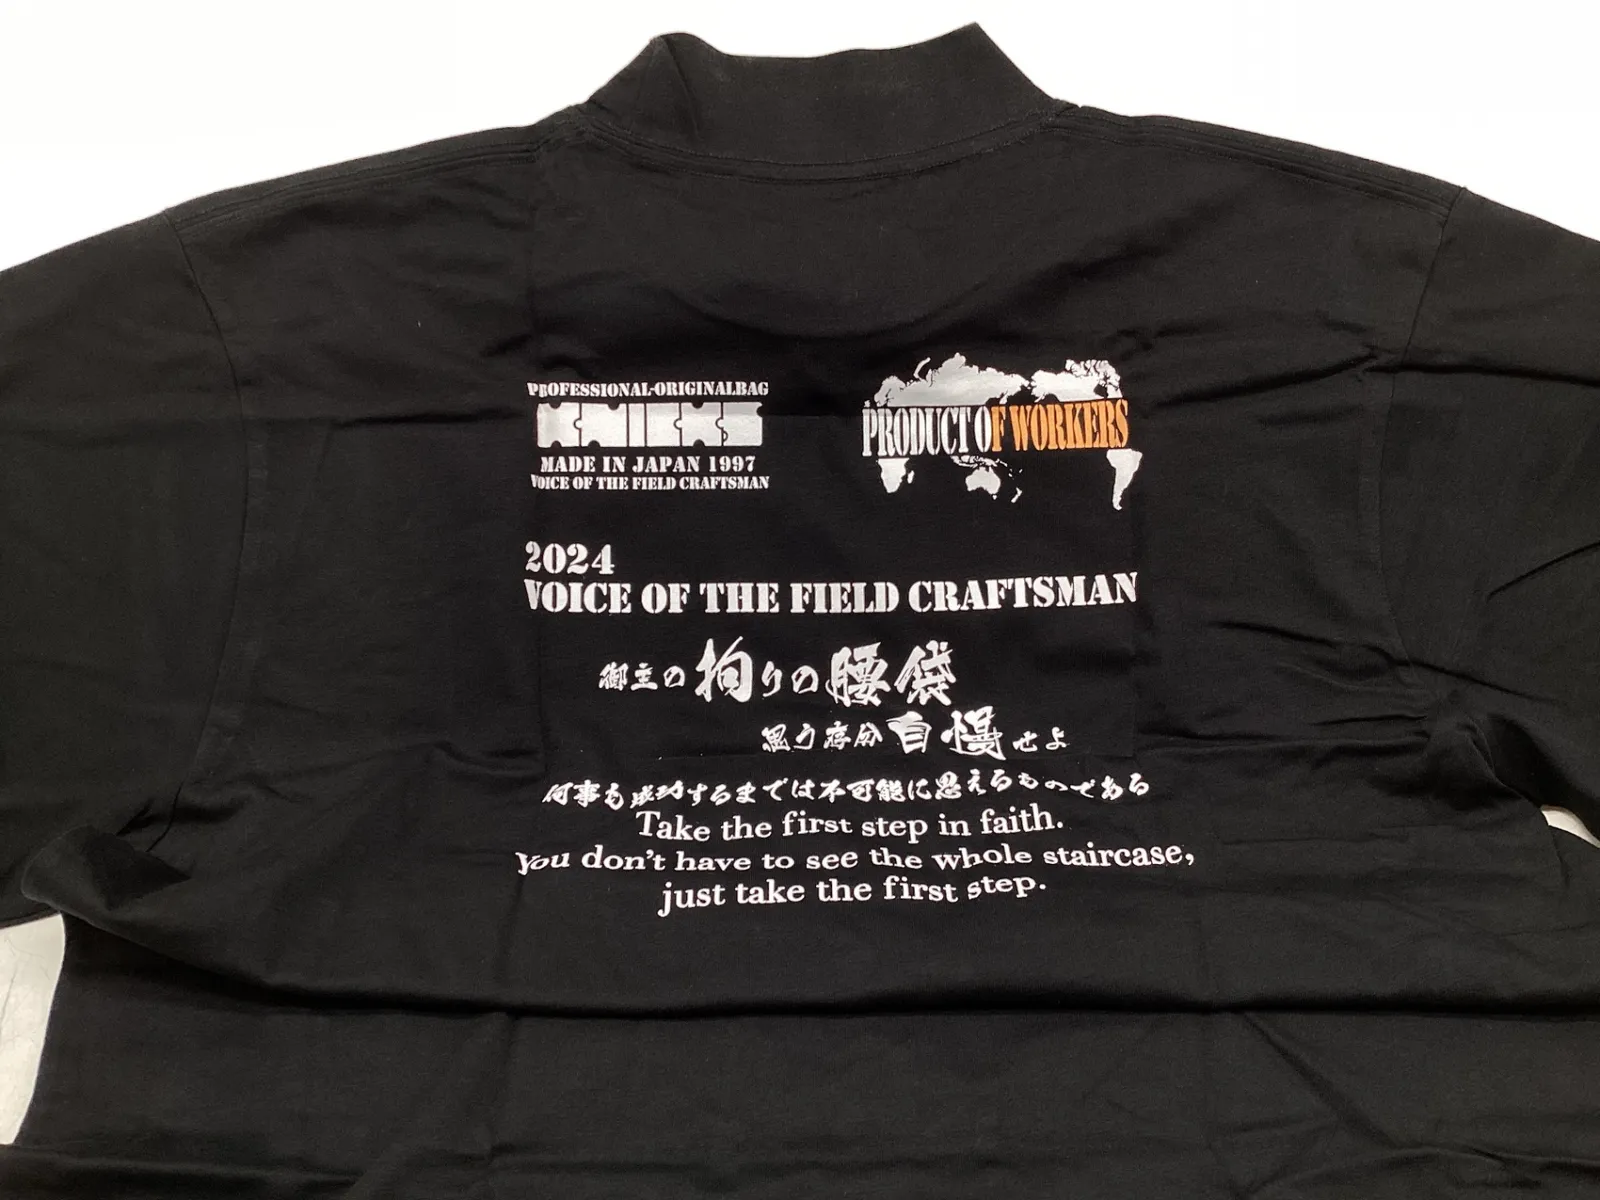 PROFESSIONAL-ORIGINALBAG
KNICKS
MADE IN JAPAN 1997
VOICE OF THE FIELD CRAFTSMAN
PRODUCT OF WORKERS
2024
VOICE OF THE FIELD CRAFTSMAN
御主の拘りの腰袋
思う存分自慢せよ
何事も成功するまでは不可能に思えるものである
Take the first step in faith.
You don't have to see the whole staircase,
just take the first step.